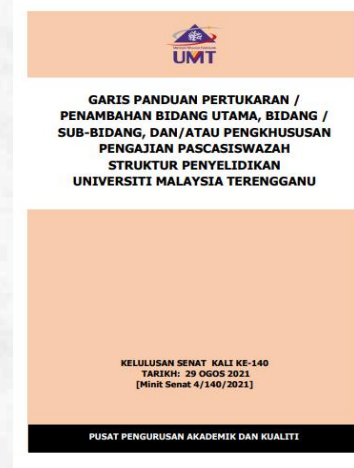 UMT
GARIS PANDUAN PERTUKARAN /
PENAMBAHAN BIDANG UTAMA, BIDANG /
SUB-BIDANG, DAN/ATAU PENGKHUSUSAN
PENGAJIAN PASCASISWAZAH
STRUKTUR PENYELIDIKAN
UNIVERSITI MALAYSIA TERENGGANU
KELULUSAN SENAT KALI KE-140
TARIKH: 29 OGOS 2021
[Minit Senat 4/140/2021]
PUSAT PENGURUSAN AKADEMIK DAN KUALITI